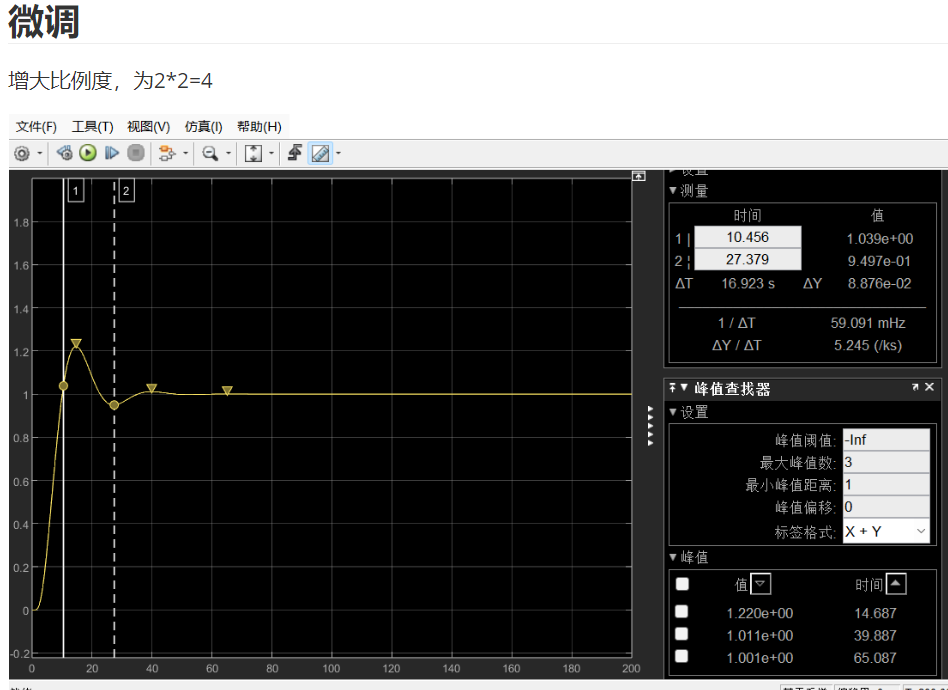 微调
增大比例度，为2*2=4
文件(F) 工具(T) 视图(V) 仿真(I) 帮助(H)
1 2
1.8
1.6
1.4
1.2
1
0.8
0.6
0.4
0.2
0
-0.2
0 20 40 60 80 100 120 140 160 180 200
设置
▼测量
时间 值
1 | 10.456 1.039e+00
2 ¦ 27.379 9.497e-01
ΔT 16.923 s ΔY 8.876e-02
1 / ΔT 59.091 mHz
ΔY / ΔT 5.245 (/ks)
峰值查找器
▼设置
峰值阈值: -Inf
最大峰值数: 3
最小峰值距离: 1
峰值偏移: 0
标签格式: X + Y
▼峰值
值 时间
1.220e+00 14.687
1.011e+00 39.887
1.001e+00 65.087